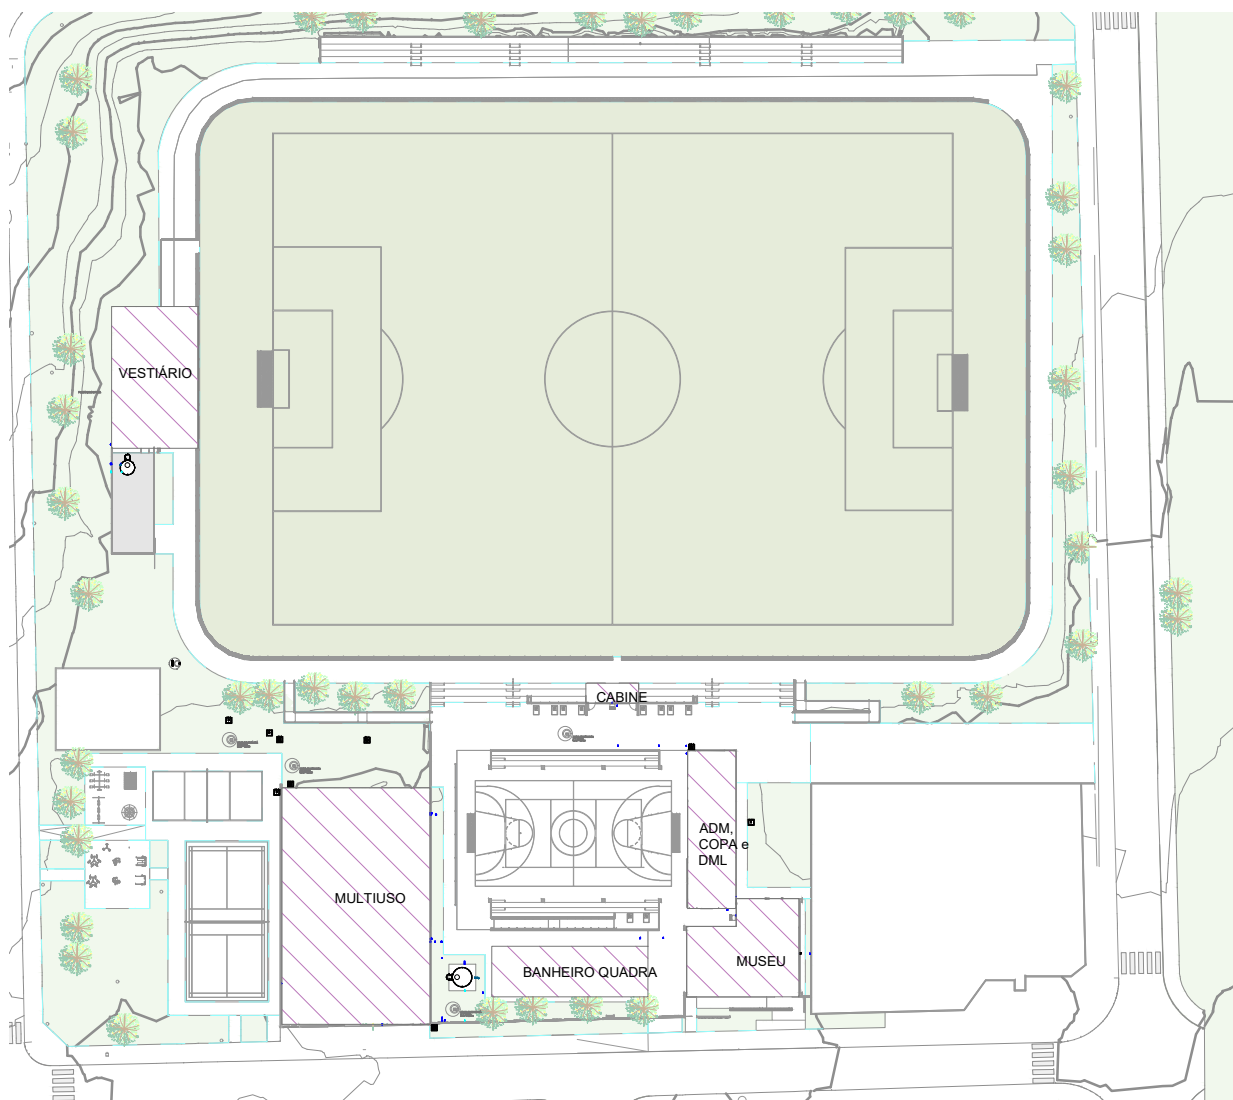 VESTIÁRIO
CABINE
ADM,
COPA e
DML
MULTIUSO
MUSEU
BANHEIRO QUADRA